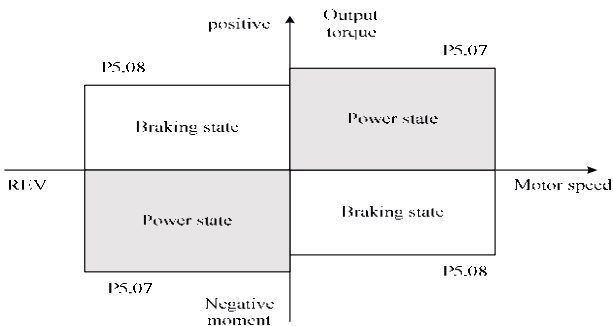 positive
Output
torque
P5.07
P5.08
Braking state
Power state
REV
Motor speed
Power state
Braking state
P5.07
P5.08
Negative
moment